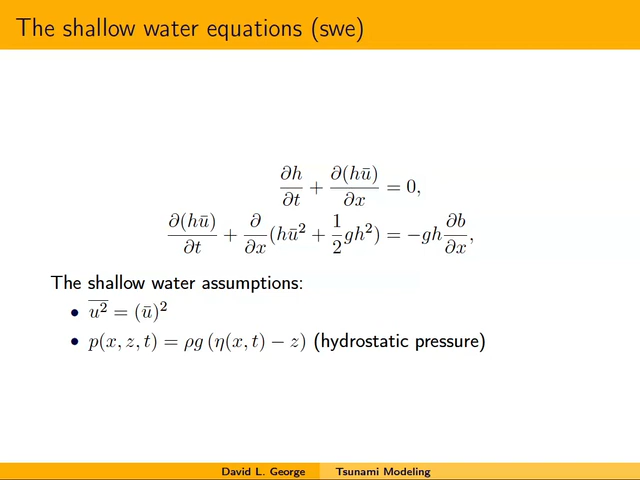 The shallow water equations (swe)
∂h/∂t + ∂(hū)/∂x = 0,
∂(hū)/∂t + ∂/∂x(hū² + 1/2 gh²) = −gh ∂b/∂x,
The shallow water assumptions:
• \overline{u²} = (ū)²
• p(x, z, t) = ρg (η(x, t) − z) (hydrostatic pressure)
David L. George Tsunami Modeling